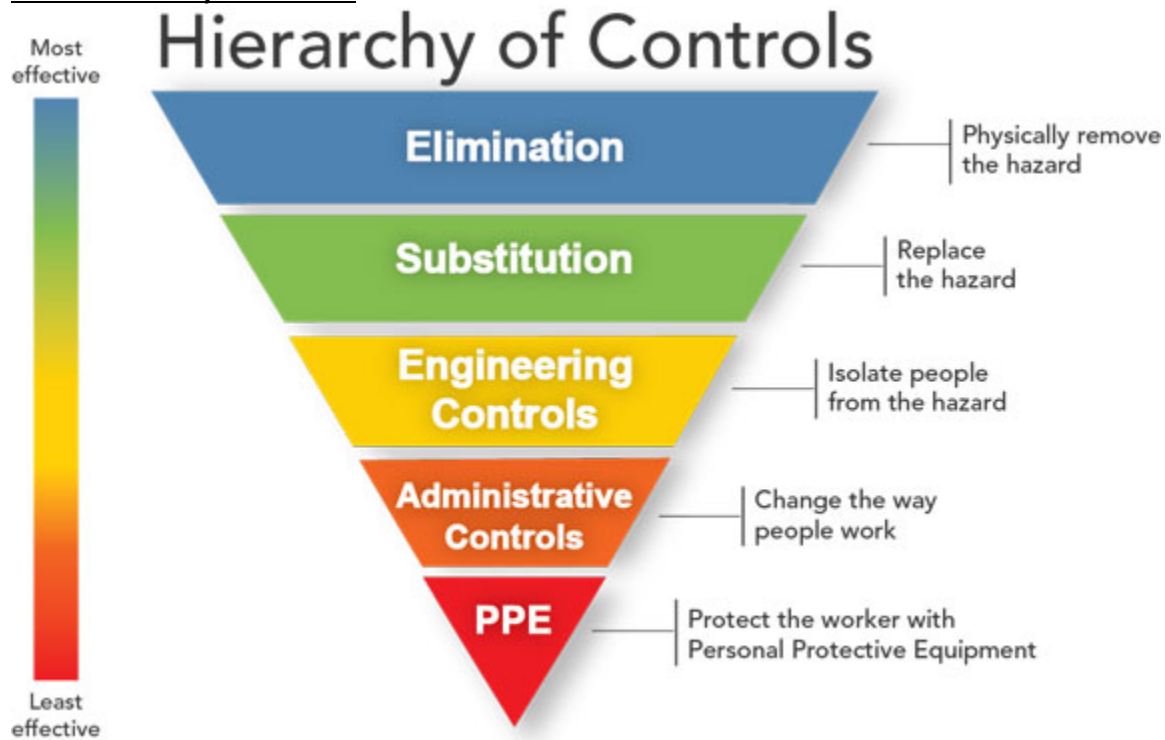 Hierarchy of Controls
Most
effective
Elimination
Physically remove
the hazard
Substitution
Replace
the hazard
Engineering
Controls
Isolate people
from the hazard
Administrative
Controls
Change the way
people work
PPE
Protect the worker with
Personal Protective Equipment
Least
effective